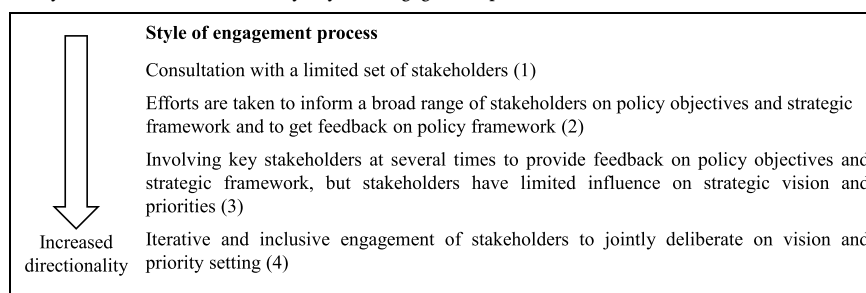 Style of engagement process
Consultation with a limited set of stakeholders (1)
Efforts are taken to inform a broad range of stakeholders on policy objectives and strategic
framework and to get feedback on policy framework (2)
Involving key stakeholders at several times to provide feedback on policy objectives and
strategic framework, but stakeholders have limited influence on strategic vision and
priorities (3)
Iterative and inclusive engagement of stakeholders to jointly deliberate on vision and
priority setting (4)
Increased
directionality